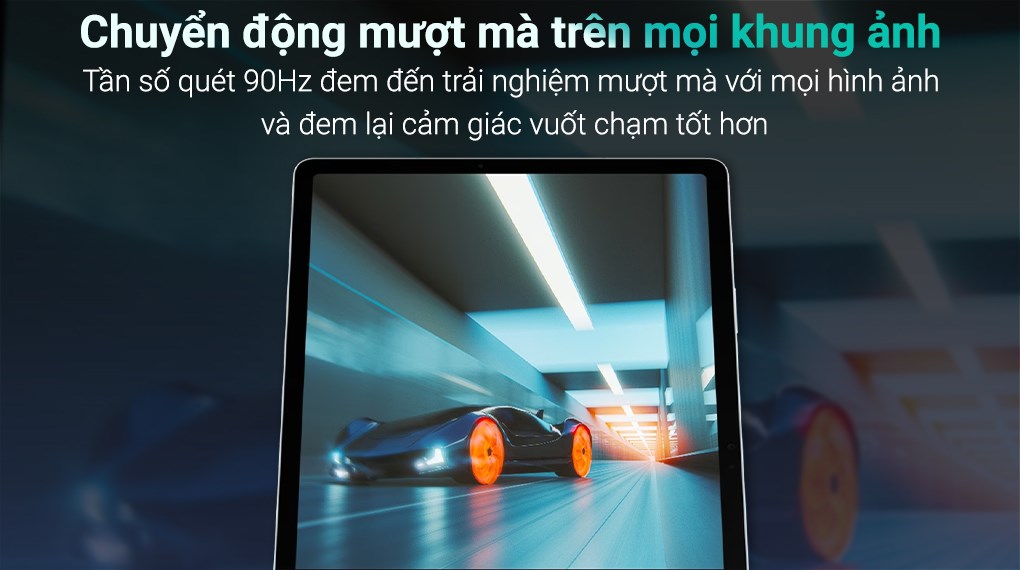 Chuyển động mượt mà trên mọi khung ảnh
Tần số quét 90Hz đem đến trải nghiệm mượt mà với mọi hình ảnh
và đem lại cảm giác vuốt chạm tốt hơn